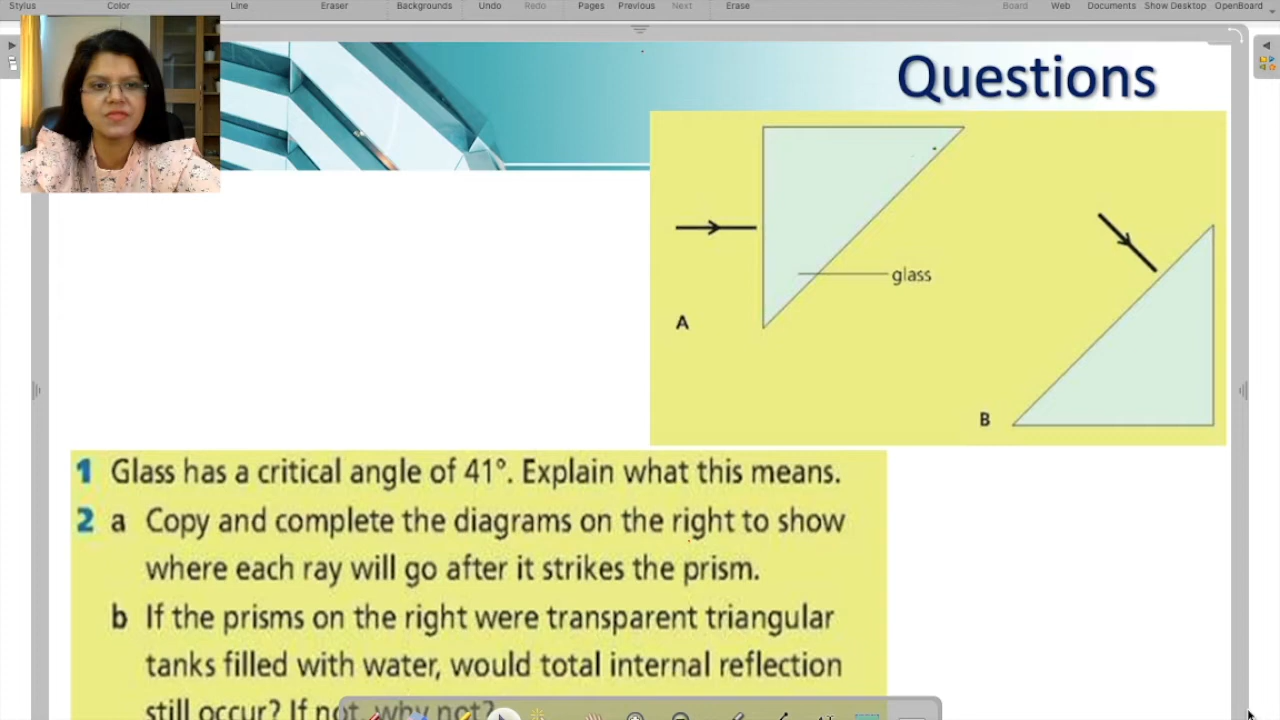 Stylus Color Line Eraser Backgrounds Undo Redo Pages Previous Next Erase Board Web Documents Show Desktop OpenBoard
Questions
glass
A
B
1 Glass has a critical angle of 41°. Explain what this means.
2 a Copy and complete the diagrams on the right to show
where each ray will go after it strikes the prism.
b If the prisms on the right were transparent triangular
tanks filled with water, would total internal reflection
still occur? If not, why not?